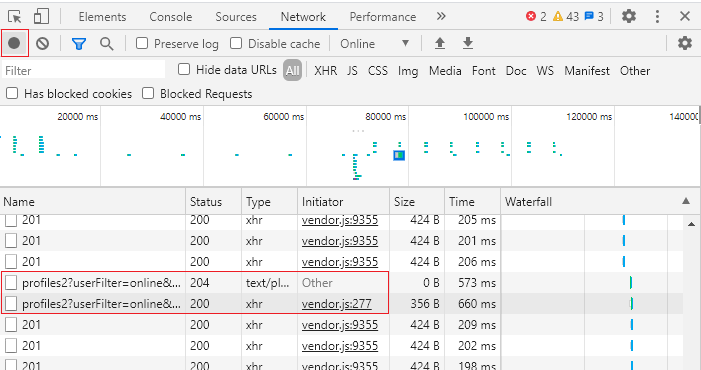 Elements Console Sources Network Performance » 2 43 3
Preserve log Disable cache Online
Filter Hide data URLs All XHR JS CSS Img Media Font Doc WS Manifest Other
Has blocked cookies Blocked Requests
20000 ms 40000 ms 60000 ms 80000 ms 100000 ms 120000 ms 14000
Name Status Type Initiator Size Time Waterfall
201 200 xhr vendor.js:9355 424 B 205 ms
201 200 xhr vendor.js:9355 424 B 201 ms
201 200 xhr vendor.js:9355 424 B 206 ms
profiles2?userFilter=online&... 204 text/pl... Other 0 B 573 ms
profiles2?userFilter=online&... 200 xhr vendor.js:277 356 B 660 ms
201 200 xhr vendor.js:9355 424 B 209 ms
201 200 xhr vendor.js:9355 424 B 202 ms
201 200 xhr vendor.js:9355 424 B 198 ms